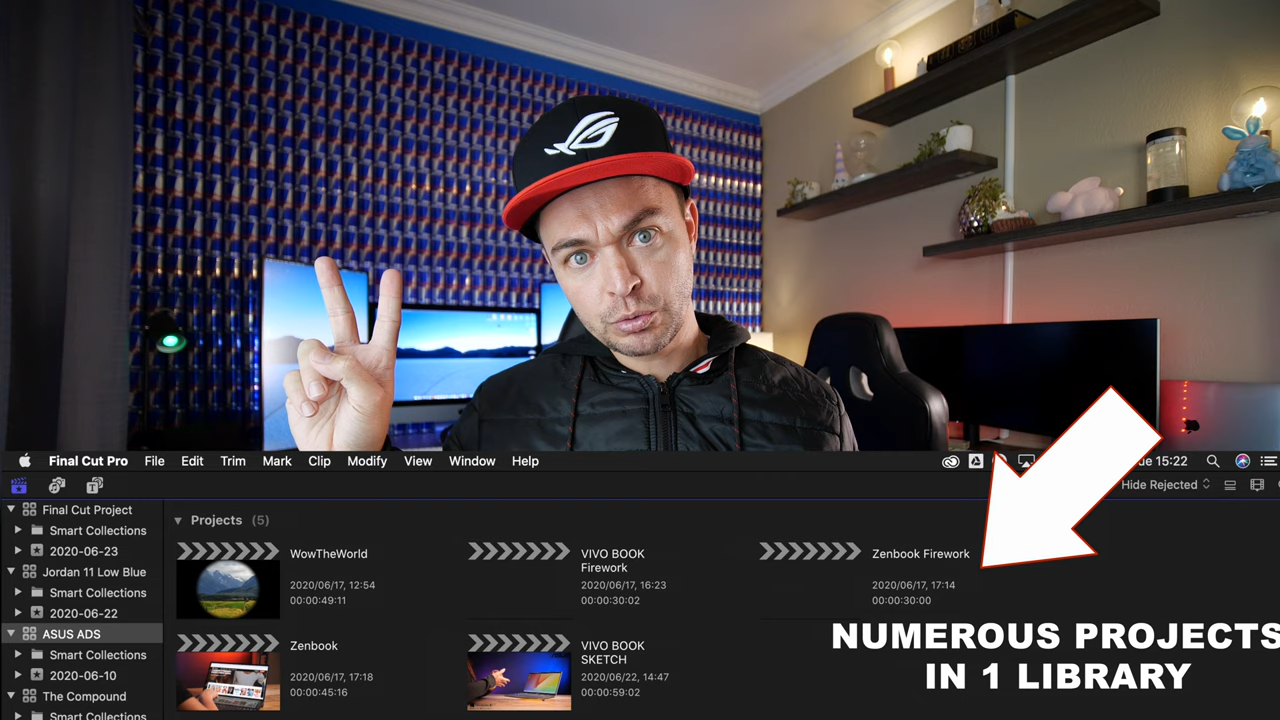 Final Cut Pro File Edit Trim Mark Clip Modify View Window Help 15:22
Hide Rejected
Final Cut Project
Smart Collections
2020-06-23
Jordan 11 Low Blue
Smart Collections
2020-06-22
ASUS ADS
Smart Collections
2020-06-10
The Compound
Smart Collections
Projects (5)
WowTheWorld
2020/06/17, 12:54
00:00:49:11
VIVO BOOK
Firework
2020/06/17, 16:23
00:00:30:02
Zenbook Firework
2020/06/17, 17:14
00:00:30:00
Zenbook
2020/06/17, 17:18
00:00:45:16
VIVO BOOK
SKETCH
2020/06/22, 14:47
00:00:59:02
NUMEROUS PROJECTS
IN 1 LIBRARY